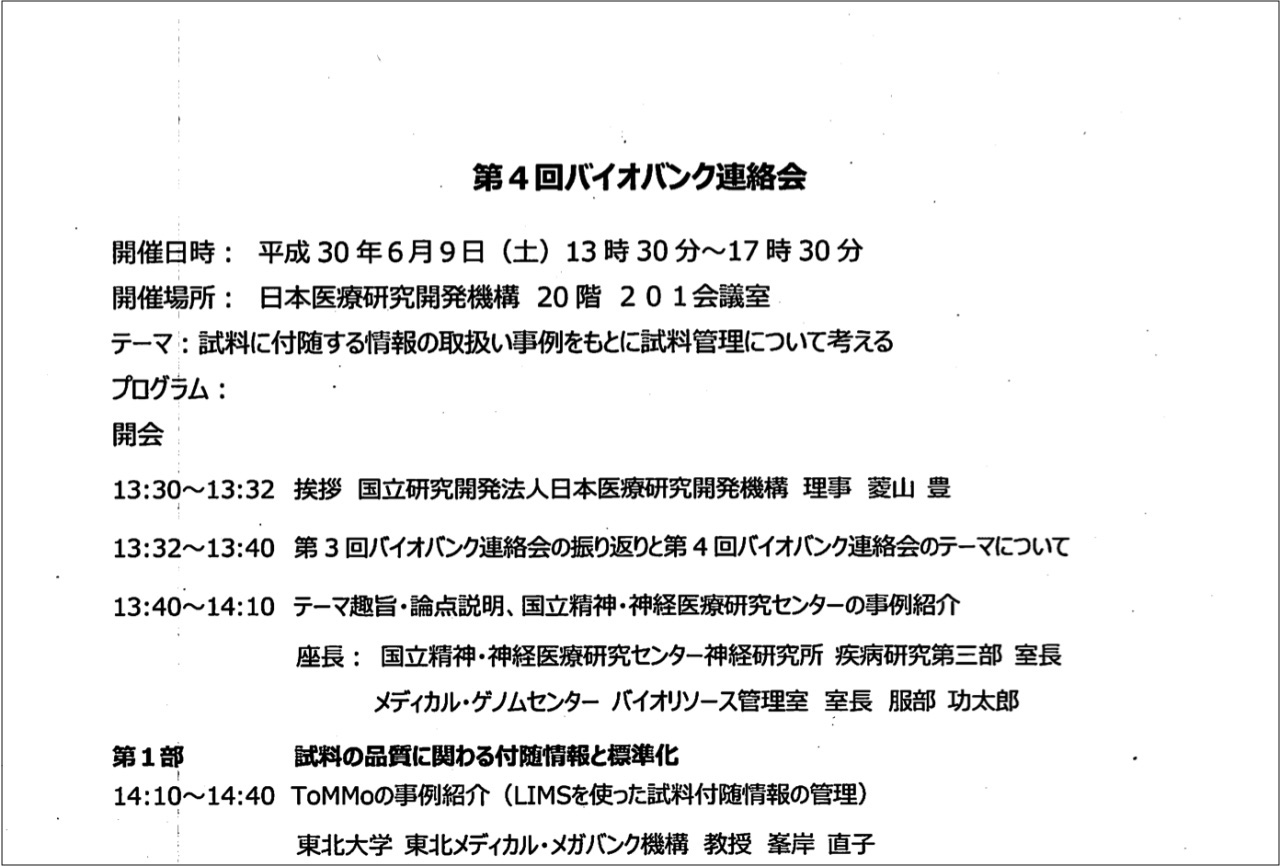 第４回バイオバンク連絡会
開催日時： 平成 30 年６月９日（土）13 時 30 分～17 時 30 分
開催場所： 日本医療研究開発機構 20 階 ２０１会議室
テーマ：試料に付随する情報の取扱い事例をもとに試料管理について考える
プログラム：
開会
13:30～13:32 挨拶 国立研究開発法人日本医療研究開発機構 理事 菱山 豊
13:32～13:40 第３回バイオバンク連絡会の振り返りと第４回バイオバンク連絡会のテーマについて
13:40～14:10 テーマ趣旨・論点説明、国立精神・神経医療研究センターの事例紹介
座長： 国立精神・神経医療研究センター神経研究所 疾病研究第三部 室長
メディカル・ゲノムセンター バイオリソース管理室 室長 服部 功太郎
第１部 試料の品質に関わる付随情報と標準化
14:10～14:40 ToMMoの事例紹介（LIMSを使った試料付随情報の管理）
東北大学 東北メディカル・メガバンク機構 教授 峯岸 直子